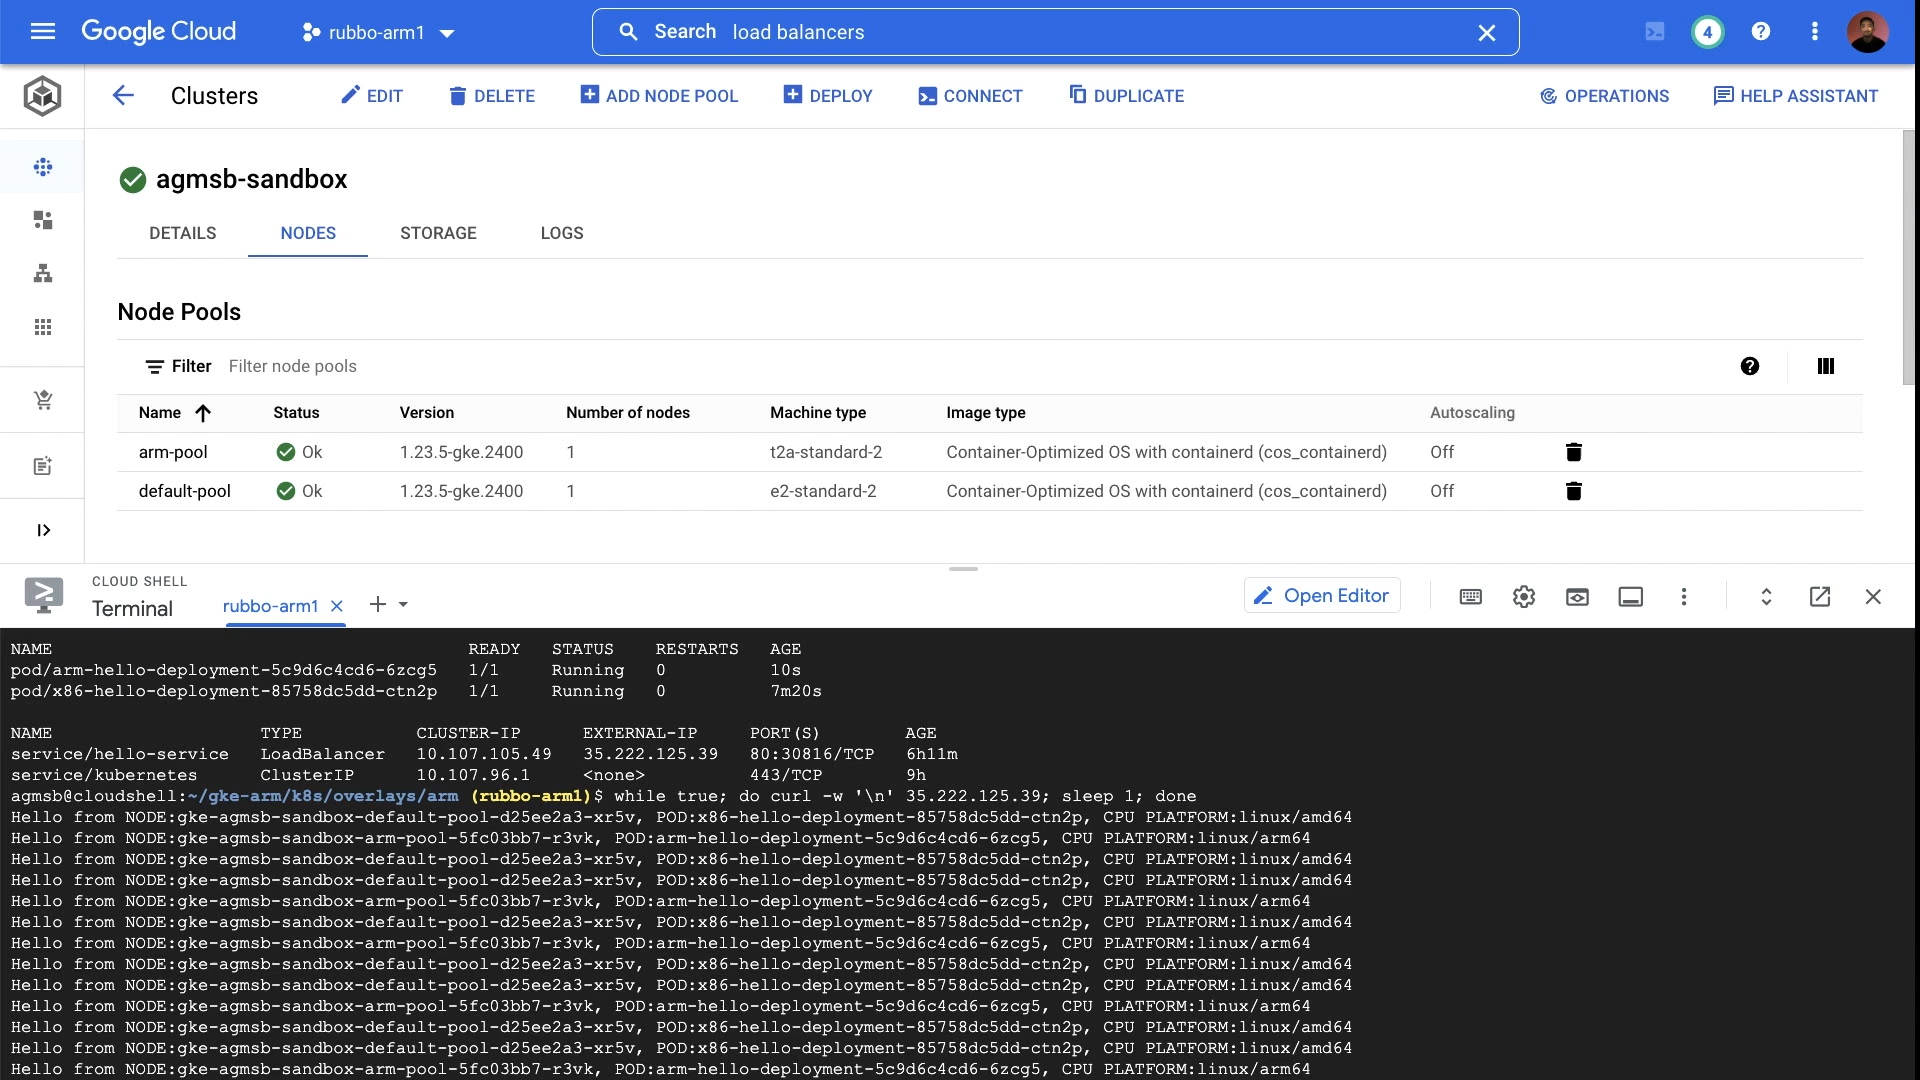 Google Cloud rubbo-arm1 Search load balancers 4
Clusters EDIT DELETE ADD NODE POOL DEPLOY CONNECT DUPLICATE OPERATIONS HELP ASSISTANT
agmsb-sandbox
DETAILS NODES STORAGE LOGS
Node Pools
Filter Filter node pools
Name Status Version Number of nodes Machine type Image type Autoscaling
arm-pool Ok 1.23.5-gke.2400 1 t2a-standard-2 Container-Optimized OS with containerd (cos_containerd) Off
default-pool Ok 1.23.5-gke.2400 1 e2-standard-2 Container-Optimized OS with containerd (cos_containerd) Off
CLOUD SHELL
Terminal rubbo-arm1 Open Editor
NAME READY STATUS RESTARTS AGE
pod/arm-hello-deployment-5c9d6c4cd6-6zcg5 1/1 Running 0 10s
pod/x86-hello-deployment-85758dc5dd-ctn2p 1/1 Running 0 7m20s
NAME TYPE CLUSTER-IP EXTERNAL-IP PORT(S) AGE
service/hello-service LoadBalancer 10.107.105.49 35.222.125.39 80:30816/TCP 6h11m
service/kubernetes ClusterIP 10.107.96.1 <none> 443/TCP 9h
agmsb@cloudshell:~/gke-arm/k8s/overlays/arm (rubbo-arm1)$ while true; do curl -w '\n' 35.222.125.39; sleep 1; done
Hello from NODE:gke-agmsb-sandbox-default-pool-d25ee2a3-xr5v, POD:x86-hello-deployment-85758dc5dd-ctn2p, CPU PLATFORM:linux/amd64
Hello from NODE:gke-agmsb-sandbox-arm-pool-5fc03bb7-r3vk, POD:arm-hello-deployment-5c9d6c4cd6-6zcg5, CPU PLATFORM:linux/arm64
Hello from NODE:gke-agmsb-sandbox-default-pool-d25ee2a3-xr5v, POD:x86-hello-deployment-85758dc5dd-ctn2p, CPU PLATFORM:linux/amd64
Hello from NODE:gke-agmsb-sandbox-default-pool-d25ee2a3-xr5v, POD:x86-hello-deployment-85758dc5dd-ctn2p, CPU PLATFORM:linux/amd64
Hello from NODE:gke-agmsb-sandbox-arm-pool-5fc03bb7-r3vk, POD:arm-hello-deployment-5c9d6c4cd6-6zcg5, CPU PLATFORM:linux/arm64
Hello from NODE:gke-agmsb-sandbox-default-pool-d25ee2a3-xr5v, POD:x86-hello-deployment-85758dc5dd-ctn2p, CPU PLATFORM:linux/amd64
Hello from NODE:gke-agmsb-sandbox-arm-pool-5fc03bb7-r3vk, POD:arm-hello-deployment-5c9d6c4cd6-6zcg5, CPU PLATFORM:linux/arm64
Hello from NODE:gke-agmsb-sandbox-default-pool-d25ee2a3-xr5v, POD:x86-hello-deployment-85758dc5dd-ctn2p, CPU PLATFORM:linux/amd64
Hello from NODE:gke-agmsb-sandbox-default-pool-d25ee2a3-xr5v, POD:x86-hello-deployment-85758dc5dd-ctn2p, CPU PLATFORM:linux/amd64
Hello from NODE:gke-agmsb-sandbox-arm-pool-5fc03bb7-r3vk, POD:arm-hello-deployment-5c9d6c4cd6-6zcg5, CPU PLATFORM:linux/arm64
Hello from NODE:gke-agmsb-sandbox-default-pool-d25ee2a3-xr5v, POD:x86-hello-deployment-85758dc5dd-ctn2p, CPU PLATFORM:linux/amd64
Hello from NODE:gke-agmsb-sandbox-default-pool-d25ee2a3-xr5v, POD:x86-hello-deployment-85758dc5dd-ctn2p, CPU PLATFORM:linux/amd64
Hello from NODE:gke-agmsb-sandbox-arm-pool-5fc03bb7-r3vk, POD:arm-hello-deployment-5c9d6c4cd6-6zcg5, CPU PLATFORM:linux/arm64